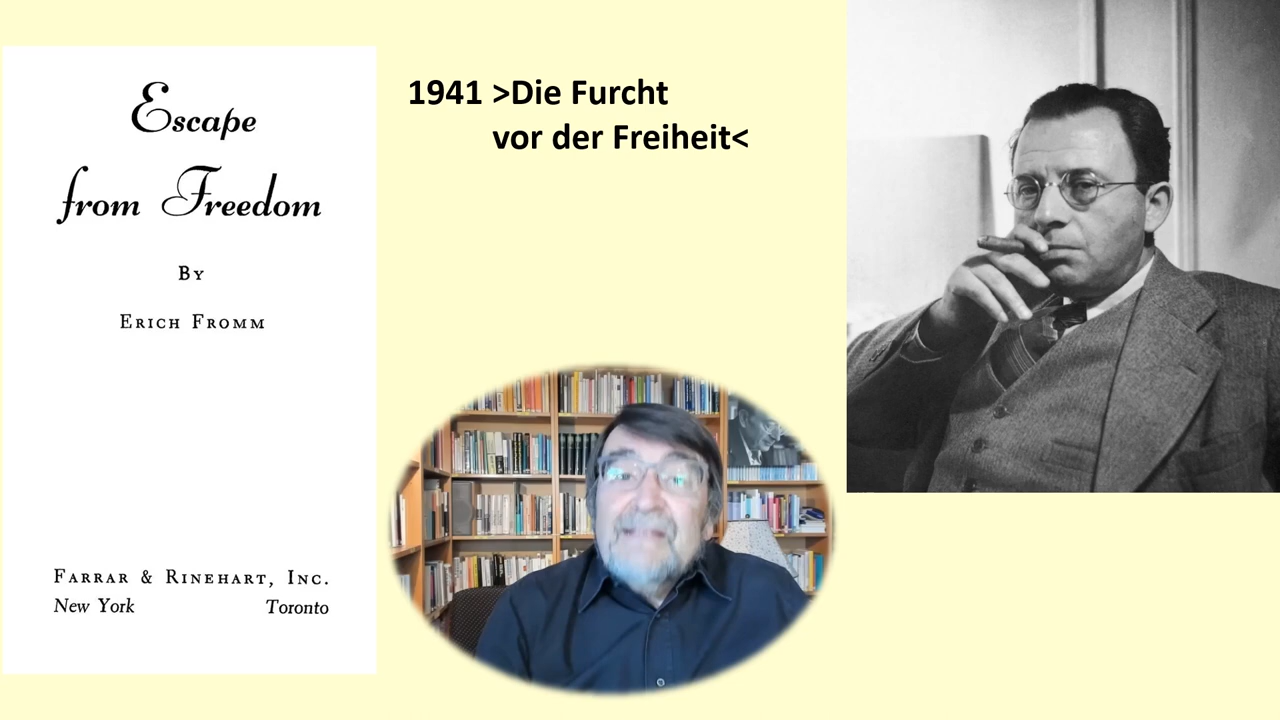 Escape
from Freedom
By
Erich Fromm
Farrar & Rinehart, Inc.
New York Toronto
1941 >Die Furcht
vor der Freiheit<